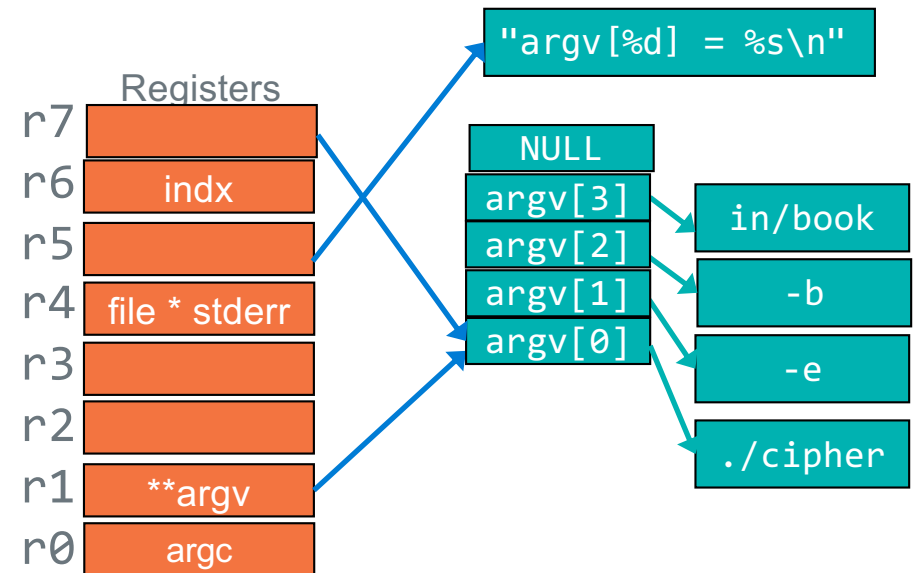 "argv[%d] = %s\n"
Registers
r7
r6 indx
r5
r4 file * stderr
r3
r2
r1 **argv
r0 argc
NULL
argv[3]
argv[2]
argv[1]
argv[0]
in/book
-b
-e
./cipher